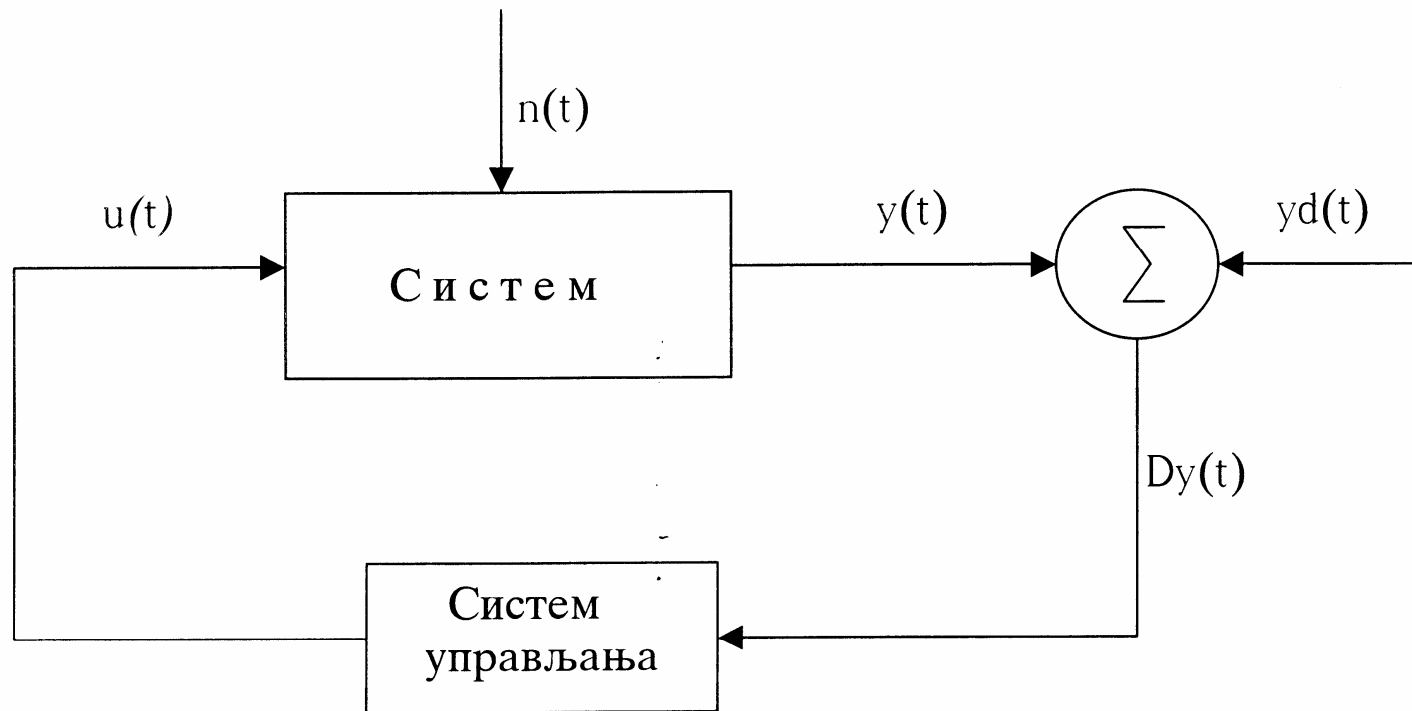 n(t)
u(t)
y(t)
yd(t)
Σ
С и с т е м
Dy(t)
Систем
управљања